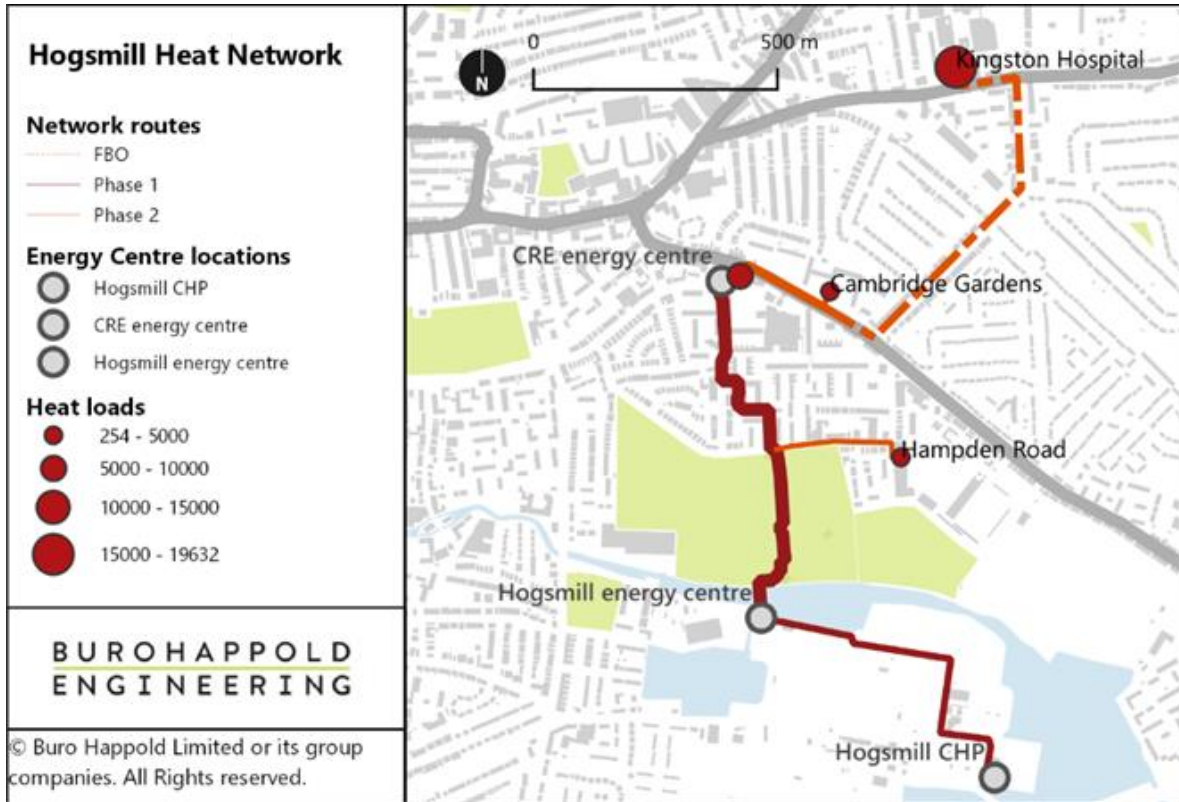 Hogsmill Heat Network
Network routes
FBO
Phase 1
Phase 2
Energy Centre locations
Hogsmill CHP
CRE energy centre
Hogsmill energy centre
Heat loads
254 - 5000
5000 - 10000
10000 - 15000
15000 - 19632
BUROHAPPOLD
ENGINEERING
© Buro Happold Limited or its group
companies. All Rights reserved.
N
0
500 m
Kingston Hospital
CRE energy centre
Cambridge Gardens
Hampden Road
Hogsmill energy centre
Hogsmill CHP